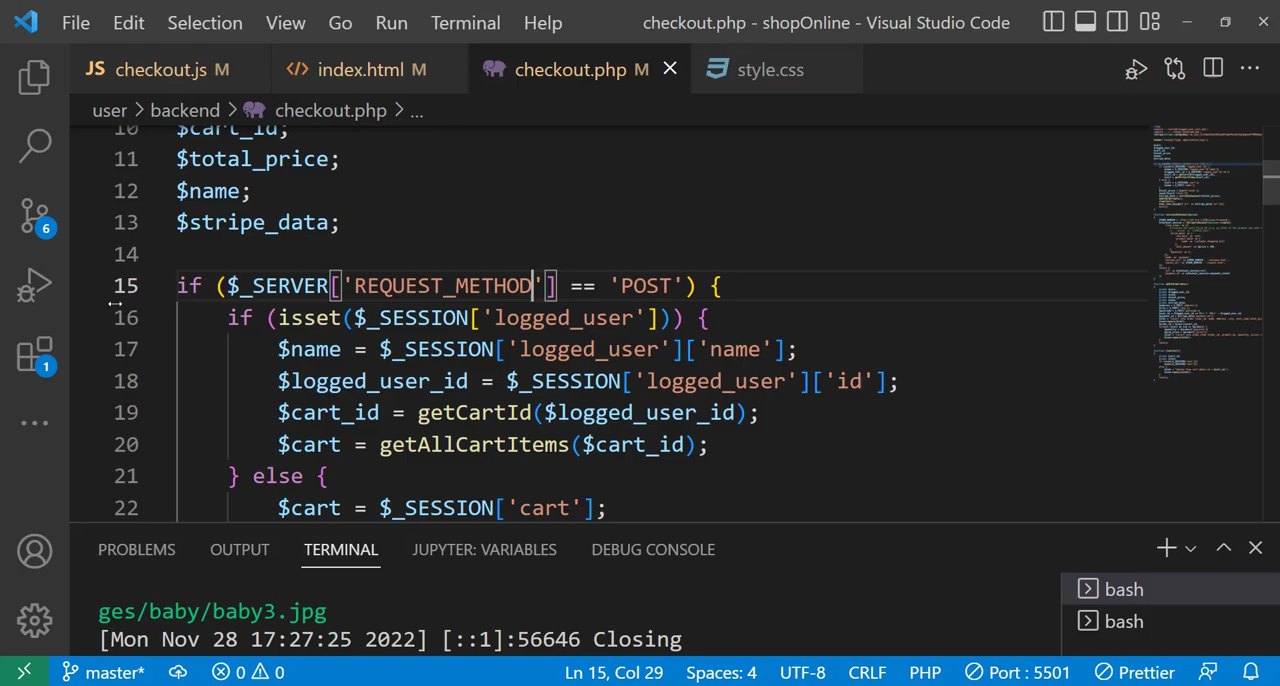 File Edit Selection View Go Run Terminal Help checkout.php - shopOnline - Visual Studio Code
JS checkout.js M index.html M checkout.php M style.css
user > backend > checkout.php > ...
10 $cart_id;
11 $total_price;
12 $name;
13 $stripe_data;
14
15 if ($_SERVER['REQUEST_METHOD'] == 'POST') {
16 if (isset($_SESSION['logged_user'])) {
17 $name = $_SESSION['logged_user']['name'];
18 $logged_user_id = $_SESSION['logged_user']['id'];
19 $cart_id = getCartId($logged_user_id);
20 $cart = getAllCartItems($cart_id);
21 } else {
22 $cart = $_SESSION['cart'];
6
1
PROBLEMS OUTPUT TERMINAL JUPYTER: VARIABLES DEBUG CONSOLE
ges/baby/baby3.jpg
[Mon Nov 28 17:27:25 2022] [::1]:56646 Closing
bash
bash
master* 0 0 Ln 15, Col 29 Spaces: 4 UTF-8 CRLF PHP Port : 5501 Prettier